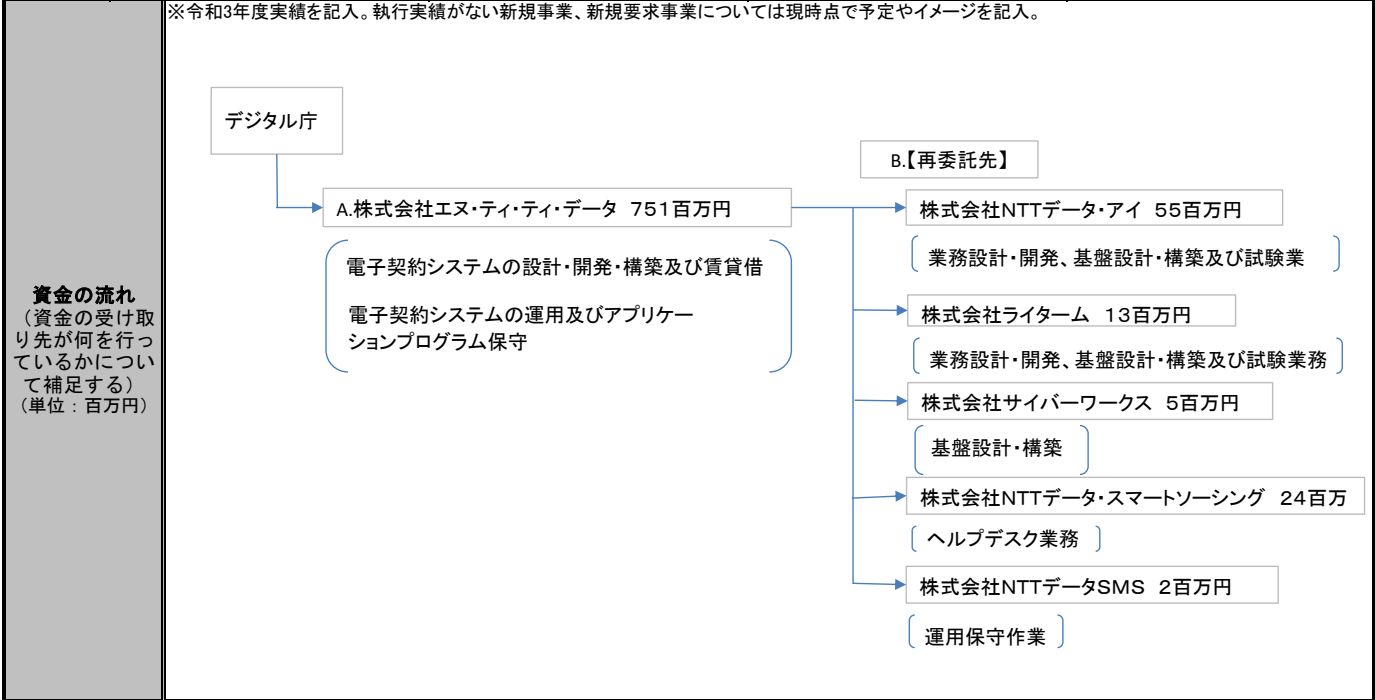 ※令和3年度実績を記入。執行実績がない新規事業、新規要求事業については現時点で予定やイメージを記入。
資金の流れ
（資金の受け取
り先が何を行っ
ているかについ
て補足する）
（単位：百万円）
デジタル庁
A.株式会社エヌ・ティ・ティ・データ 751百万円
電子契約システムの設計・開発・構築及び賃貸借
電子契約システムの運用及びアプリケー
ションプログラム保守
B.【再委託先】
株式会社NTTデータ・アイ 55百万円
業務設計・開発、基盤設計・構築及び試験業
株式会社ライターム 13百万円
業務設計・開発、基盤設計・構築及び試験業務
株式会社サイバーワークス 5百万円
基盤設計・構築
株式会社NTTデータ・スマートソーシング 24百万
ヘルプデスク業務
株式会社NTTデータSMS 2百万円
運用保守作業